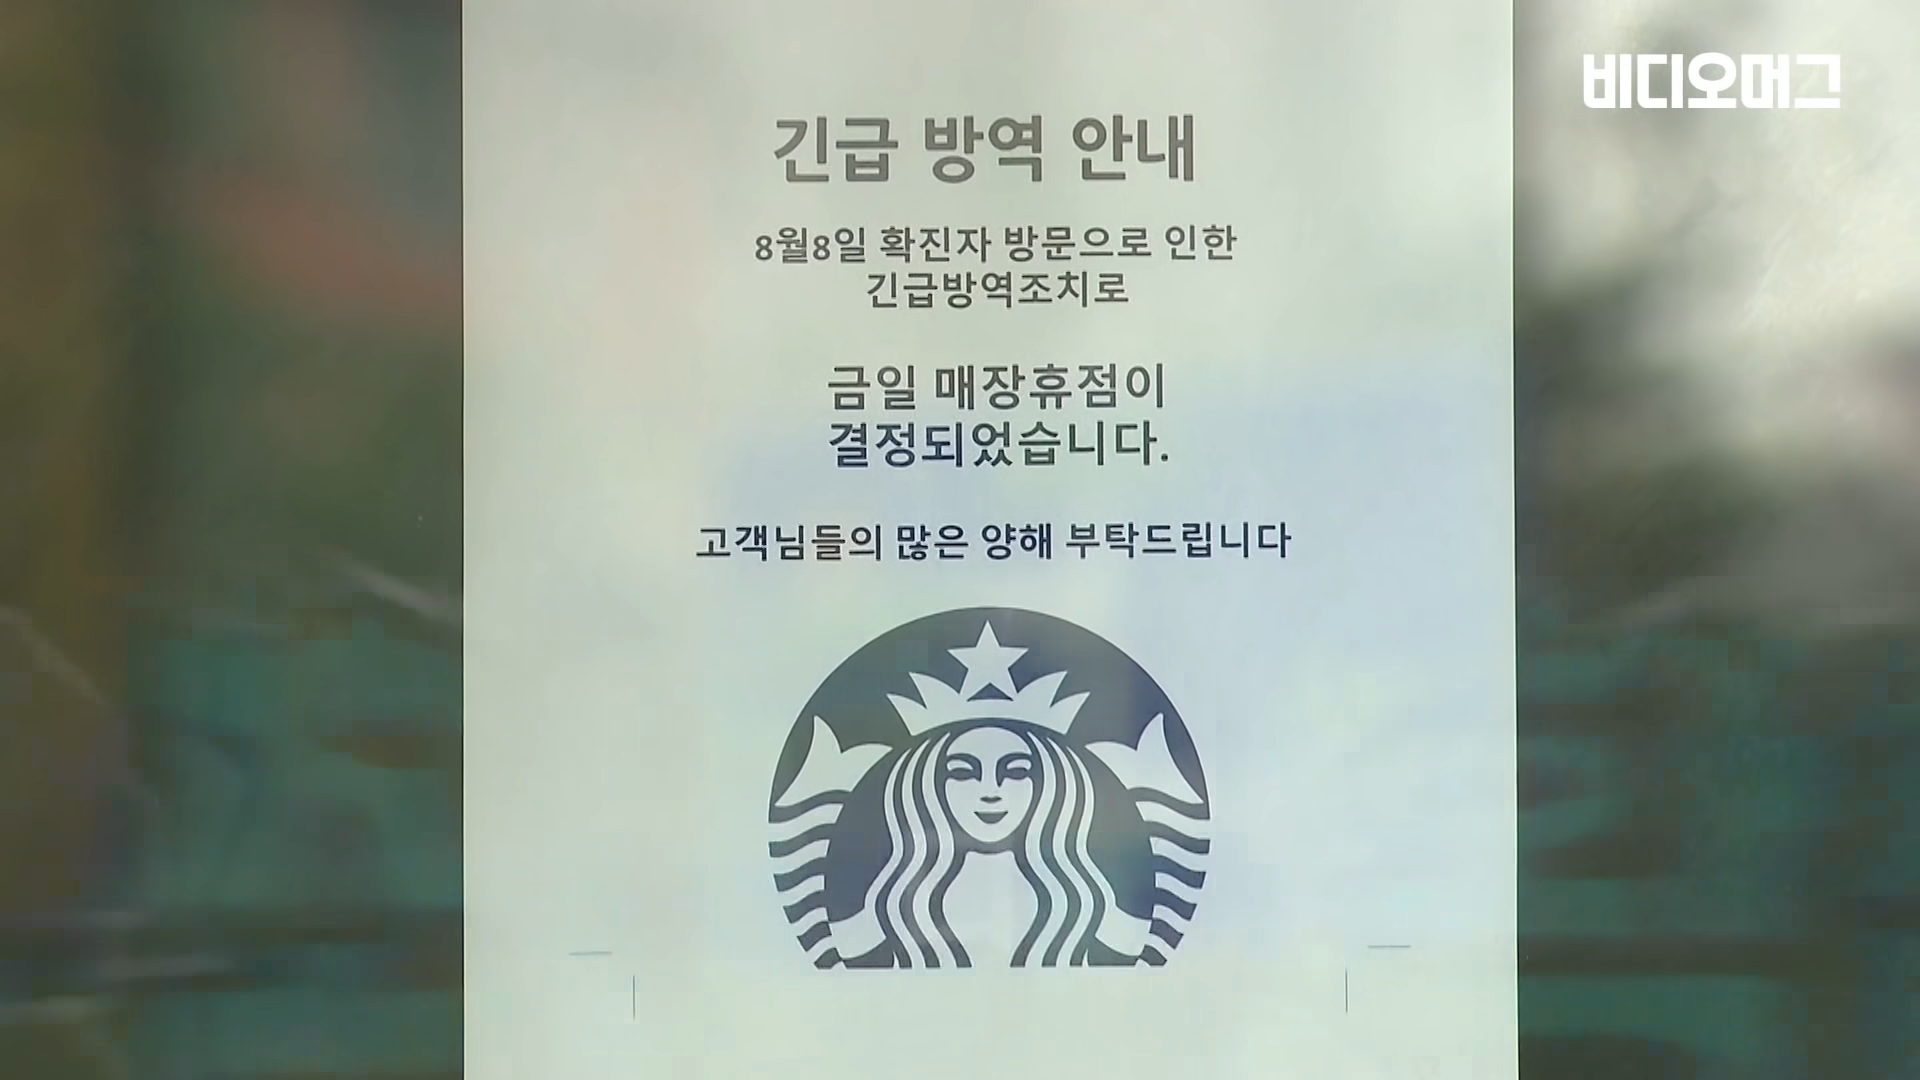 비디오머그
긴급 방역 안내
8월8일 확진자 방문으로 인한
긴급방역조치로
금일 매장휴점이
결정되었습니다.
고객님들의 많은 양해 부탁드립니다